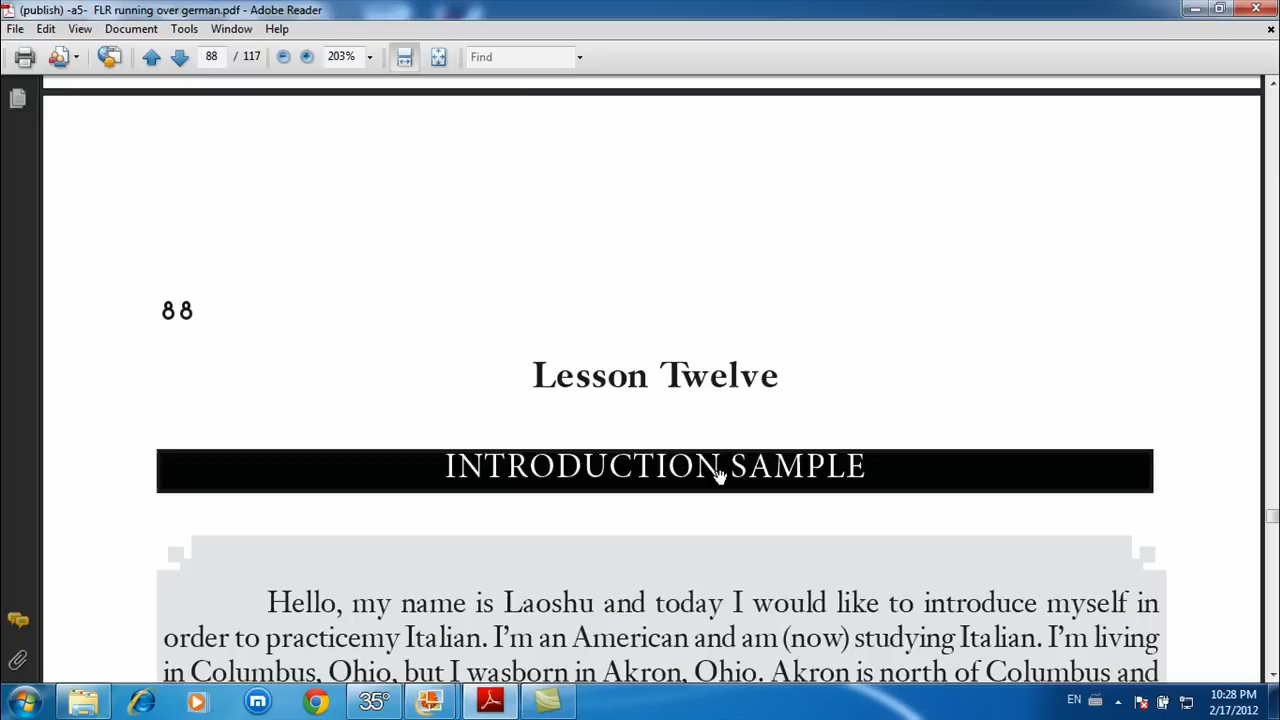 (publish) -a5- FLR running over german.pdf - Adobe Reader
File Edit View Document Tools Window Help
88 / 117 203% Find
88
Lesson Twelve
INTRODUCTION SAMPLE
Hello, my name is Laoshu and today I would like to introduce myself in
order to practicemy Italian. I'm an American and am (now) studying Italian. I'm living
in Columbus, Ohio, but I wasborn in Akron, Ohio. Akron is north of Columbus and
35° EN 10:28 PM
2/17/2012